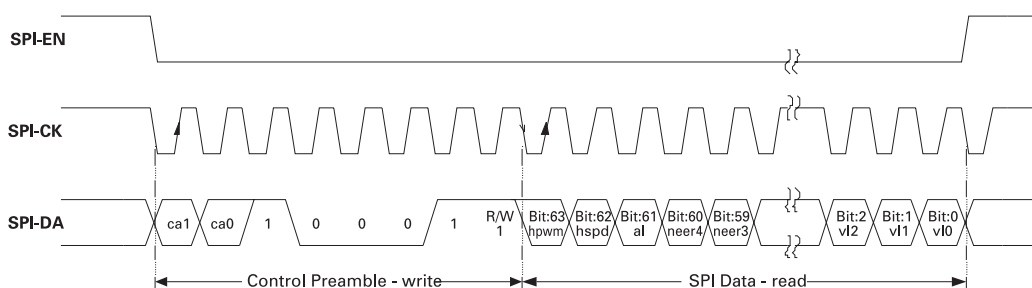 SPI-EN
SPI-CK
SPI-DA
ca1 ca0 1 0 0 0 1 R/W 1 Bit:63 hpwm Bit:62 hspd Bit:61 al Bit:60 neer4 Bit:59 neer3 Bit:2 vl2 Bit:1 vl1 Bit:0 vl0
Control Preamble - write SPI Data - read